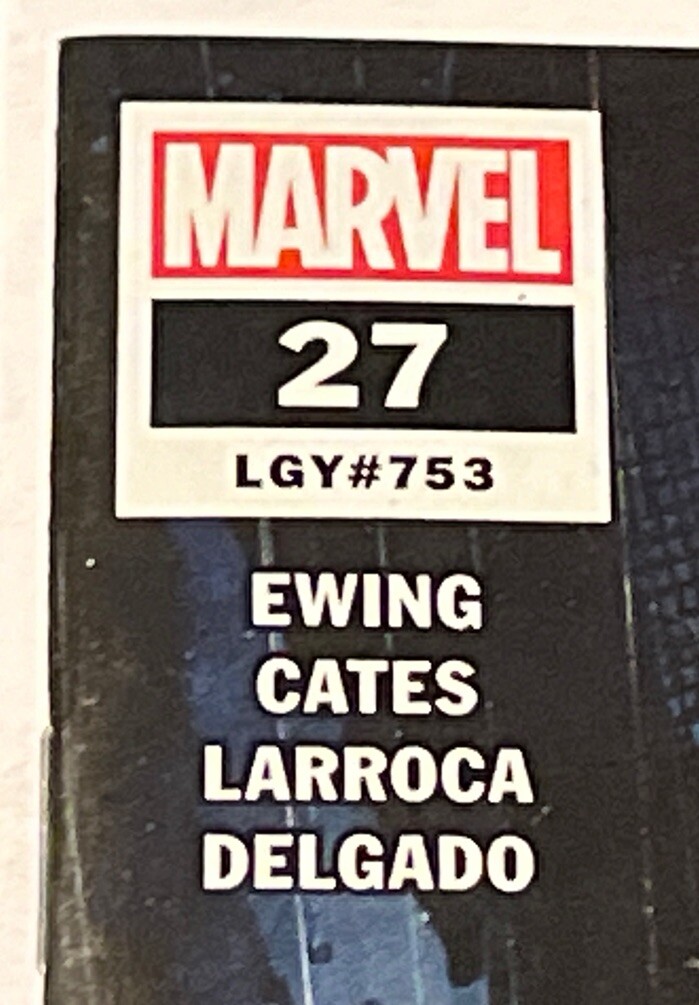 MARVEL
27
LGY#753
EWING
CATES
LARROCA
DELGADO